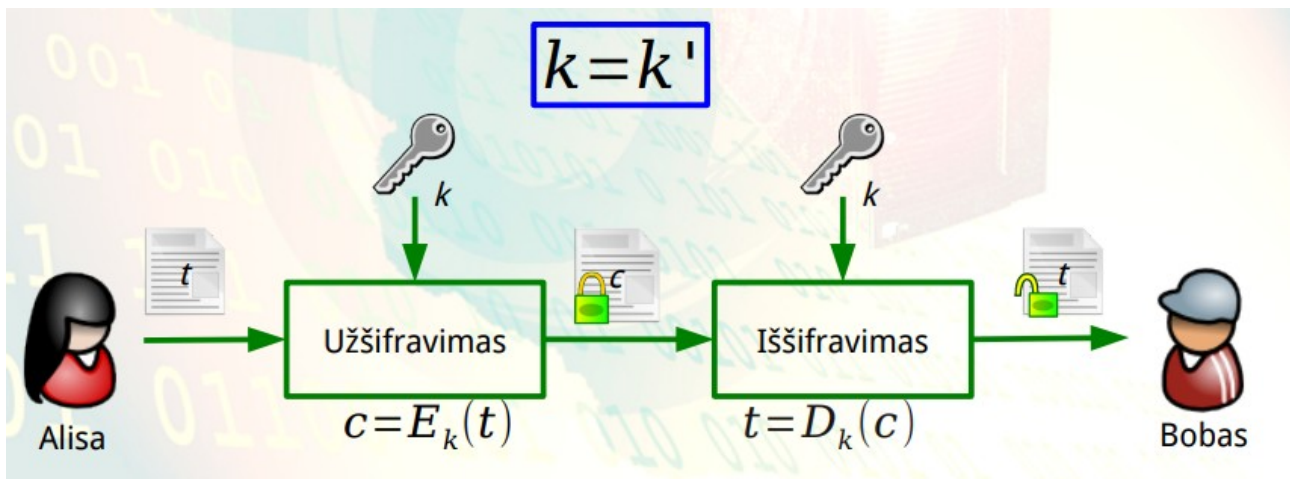 k=k'
k
k
t
c
t
Užšifravimas
Iššifravimas
c=E_k(t)
t=D_k(c)
Alisa
Bobas